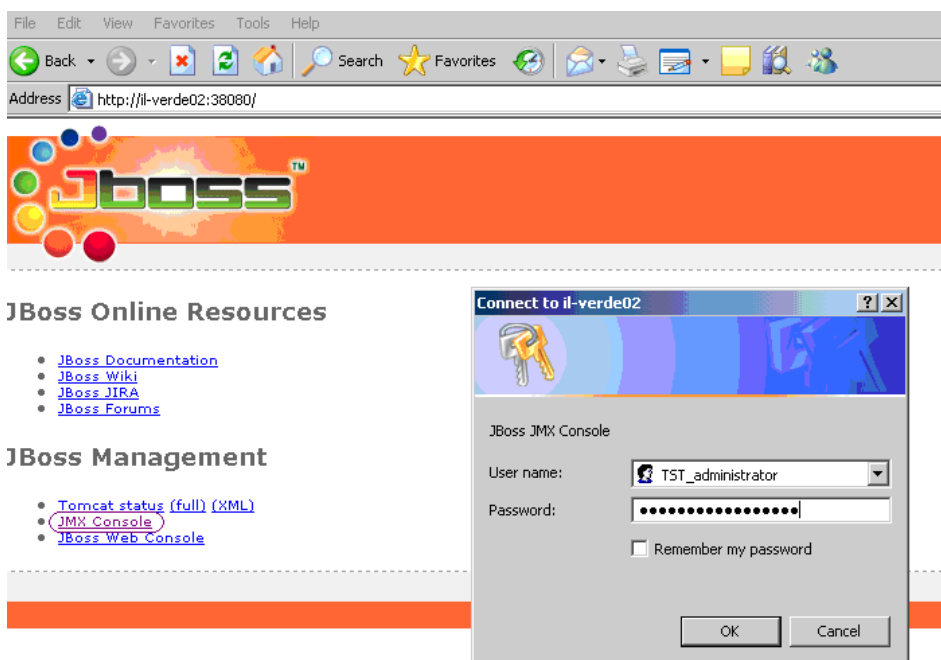 File Edit View Favorites Tools Help
Back Search Favorites
Address http://il-verde02:38080/
Jboss TM
JBoss Online Resources
JBoss Documentation
JBoss Wiki
JBoss JIRA
JBoss Forums
JBoss Management
Tomcat status (full) (XML)
JMX Console
JBoss Web Console
Connect to il-verde02
JBoss JMX Console
User name: TST_administrator
Password: •••••••••••••••••
Remember my password
OK Cancel